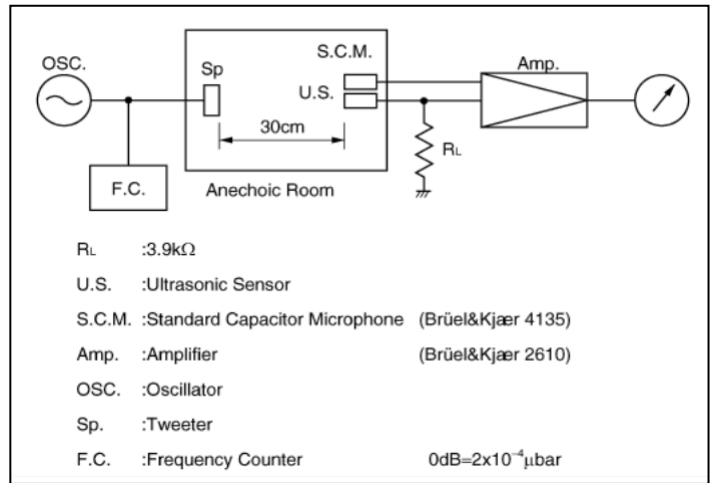 S.C.M.
OSC.
Sp
Amp.
U.S.
30cm
RL
F.C.
Anechoic Room
RL :3.9kΩ
U.S. :Ultrasonic Sensor
S.C.M. :Standard Capacitor Microphone (Brüel&Kjær 4135)
Amp. :Amplifier (Brüel&Kjær 2610)
OSC. :Oscillator
Sp. :Tweeter
F.C. :Frequency Counter 0dB=2x10⁻⁴μbar